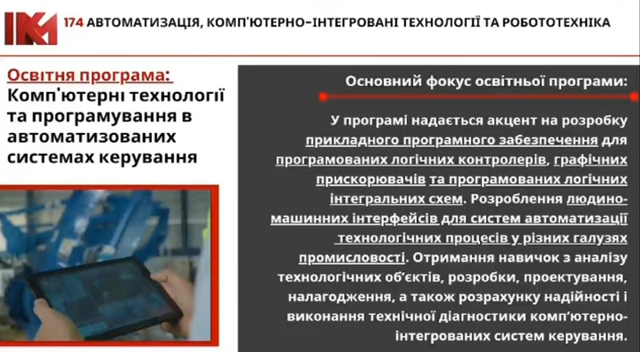 ІКМ 174 АВТОМАТИЗАЦІЯ, КОМП'ЮТЕРНО-ІНТЕГРОВАНІ ТЕХНОЛОГІЇ ТА РОБОТОТЕХНІКА
Освітня програма:
Комп'ютерні технології
та програмування в
автоматизованих
системах керування
Основний фокус освітньої програми:
У програмі надається акцент на розробку
прикладного програмного забезпечення для
програмованих логічних контролерів, графічних
прискорювачів та програмованих логічних
інтегральних схем. Розроблення людино-
машинних інтерфейсів для систем автоматизації
технологічних процесів у різних галузях
промисловості. Отримання навичок з аналізу
технологічних об'єктів, розробки, проектування,
налагодження, а також розрахунку надійності і
виконання технічної діагностики комп'ютерно-
інтегрованих систем керування.